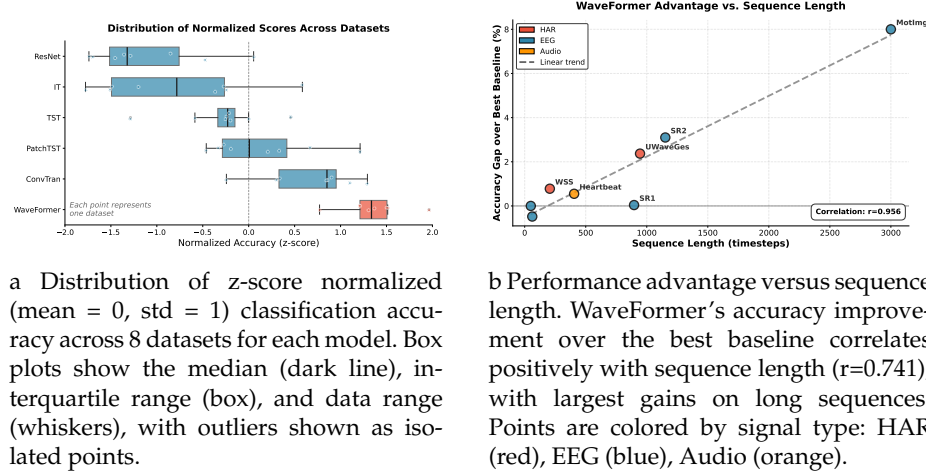 Distribution of Normalized Scores Across Datasets
ResNet
IT
TST
PatchTST
ConvTran
WaveFormer
Each point represents
one dataset
−2.0 −1.5 −1.0 −0.5 0.0 0.5 1.0 1.5 2.0
Normalized Accuracy (z-score)
a Distribution of z-score normalized
(mean = 0, std = 1) classification accu-
racy across 8 datasets for each model. Box
plots show the median (dark line), in-
terquartile range (box), and data range
(whiskers), with outliers shown as iso-
lated points.
WaveFormer Advantage vs. Sequence Length
Accuracy Gap over Best Baseline (%)
8
6
4
2
0
HAR
EEG
Audio
Linear trend
MotImg
SR2
UWaveGes
WSS
Heartbeat
SR1
Correlation: r=0.956
0 500 1000 1500 2000 2500 3000
Sequence Length (timesteps)
b Performance advantage versus sequence
length. WaveFormer's accuracy improve-
ment over the best baseline correlates
positively with sequence length (r=0.741)
with largest gains on long sequences
Points are colored by signal type: HAR
(red), EEG (blue), Audio (orange).